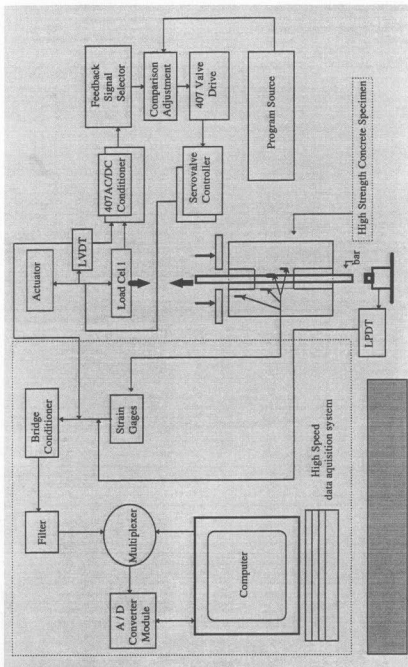 Actuator
LVDT
Load Cel l
407AC/DC
Conditioner
Feedback
Signal
Selector
Comparison
Adjustment
407 Valve
Drive
Servovalve
Controller
Program Source
High Strength Concrete Specimen
bar
LPDT
Bridge
Conditioner
Strain
Gages
Filter
Multiplexer
A / D
Converter
Module
Computer
High Speed
data aquisition system